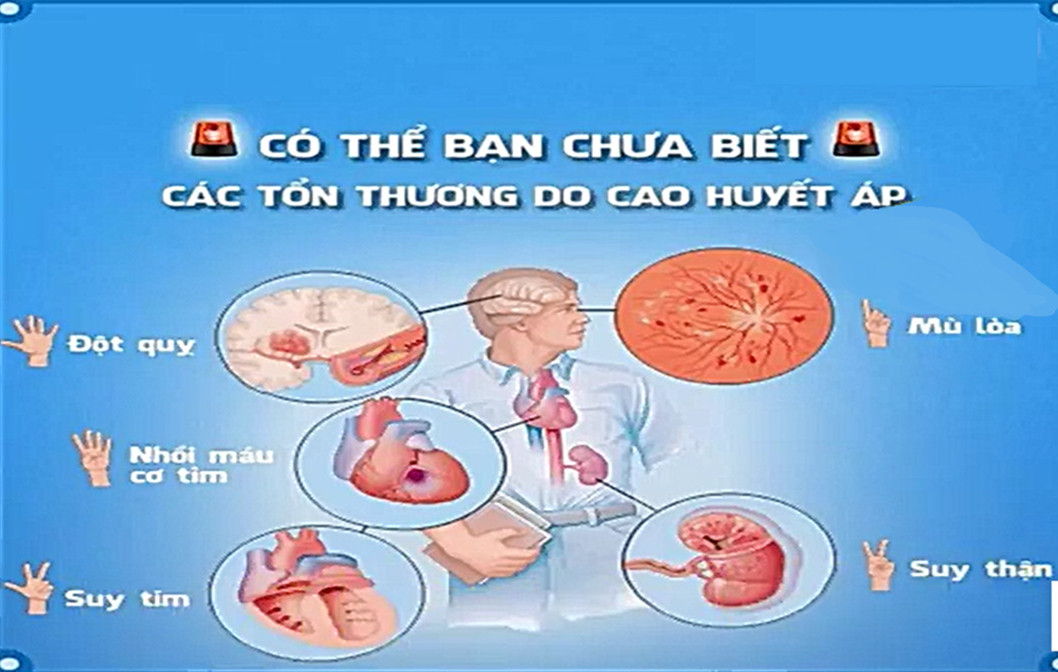 CÓ THỂ BẠN CHƯA BIẾT
CÁC TỔN THƯƠNG DO CAO HUYẾT ÁP
Đột quỵ
Mù lòa
Nhồi máu
cơ tim
Suy tim
Suy thận